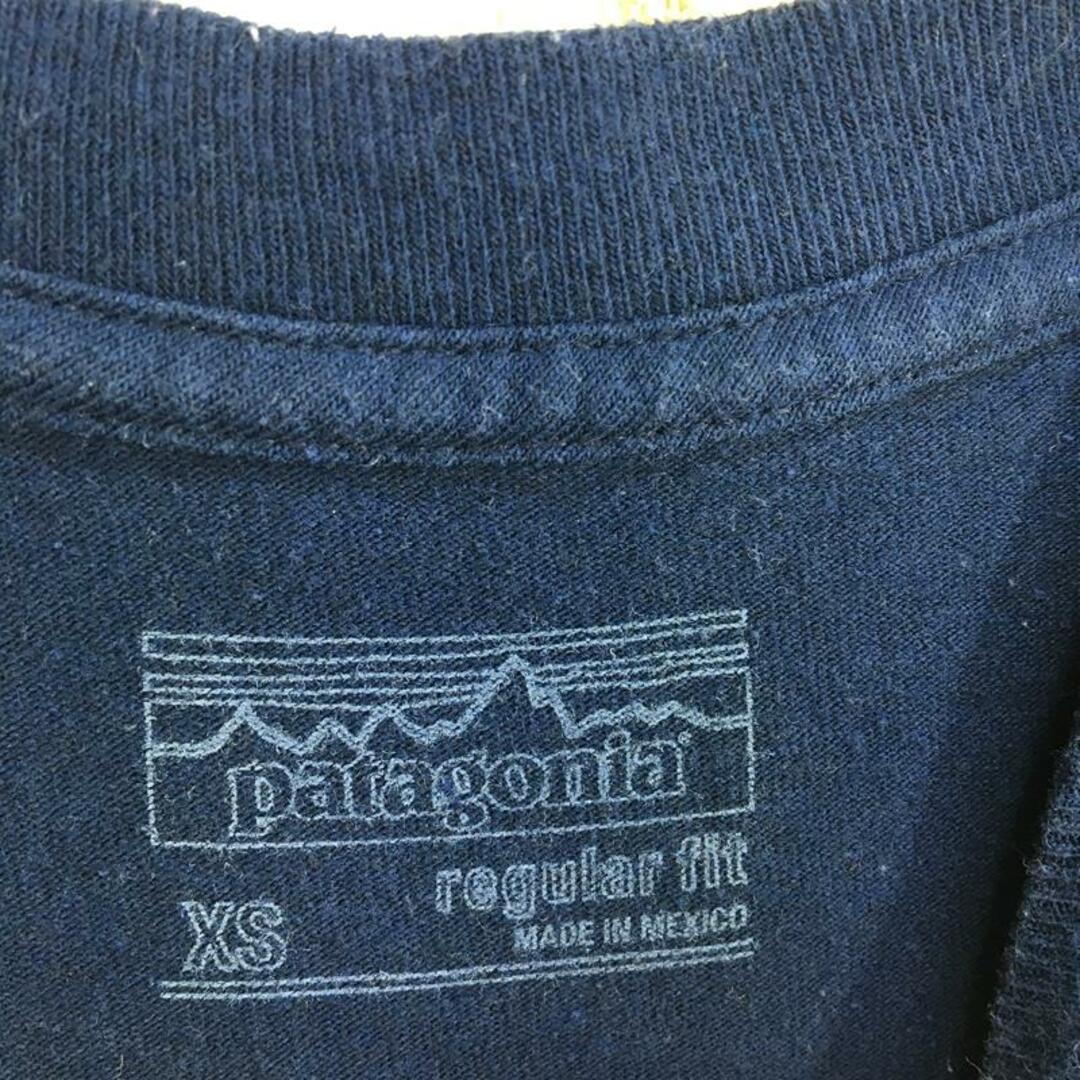 patagonia
regular fit
XS
MADE IN MEXICO